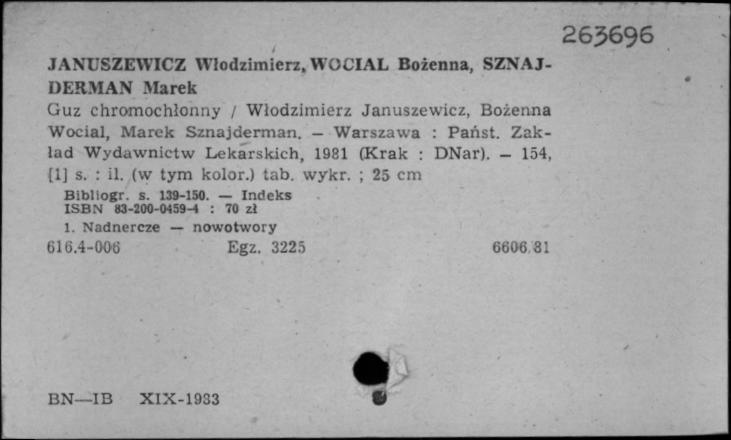 263696
JANUSZEWICZ Włodzimierz, WOCIAL Bożenna, SZNAJ-
DERMAN Marek
Guz chromochłonny / Włodzimierz Januszewicz, Bożenna
Wocial, Marek Sznajderman. — Warszawa : Państ. Zak-
ład Wydawnictw Lekarskich, 1981 (Krak : DNar). — 154,
[1] s. : il. (w tym kolor.) tab. wykr. ; 25 cm
Bibliogr. s. 139-150. — Indeks
ISBN 83-200-0459-4 : 70 zł
1. Nadnercze — nowotwory
616.4-006 Egz. 3225 6606.81
BN—IB XIX-1983